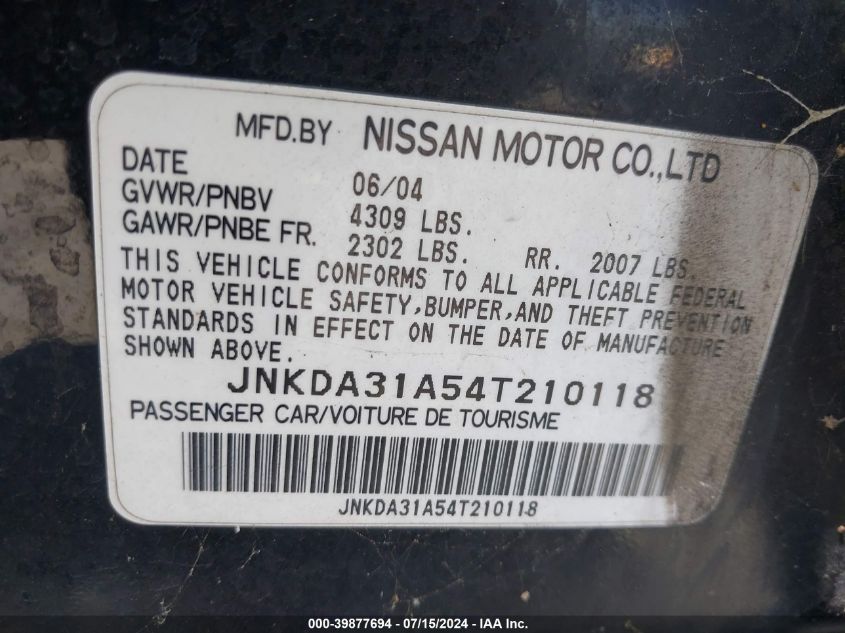 MFD.BY NISSAN MOTOR CO.,LTD
DATE 06/04
GVWR/PNBV 4309 LBS.
GAWR/PNBE FR. 2302 LBS. RR. 2007 LBS.
THIS VEHICLE CONFORMS TO ALL APPLICABLE FEDERAL
MOTOR VEHICLE SAFETY,BUMPER,AND THEFT PREVENTION
STANDARDS IN EFFECT ON THE DATE OF MANUFACTURE
SHOWN ABOVE.
JNKDA31A54T210118
PASSENGER CAR/VOITURE DE TOURISME
JNKDA31A54T210118
000-39877694 - 07/15/2024 - IAA Inc.